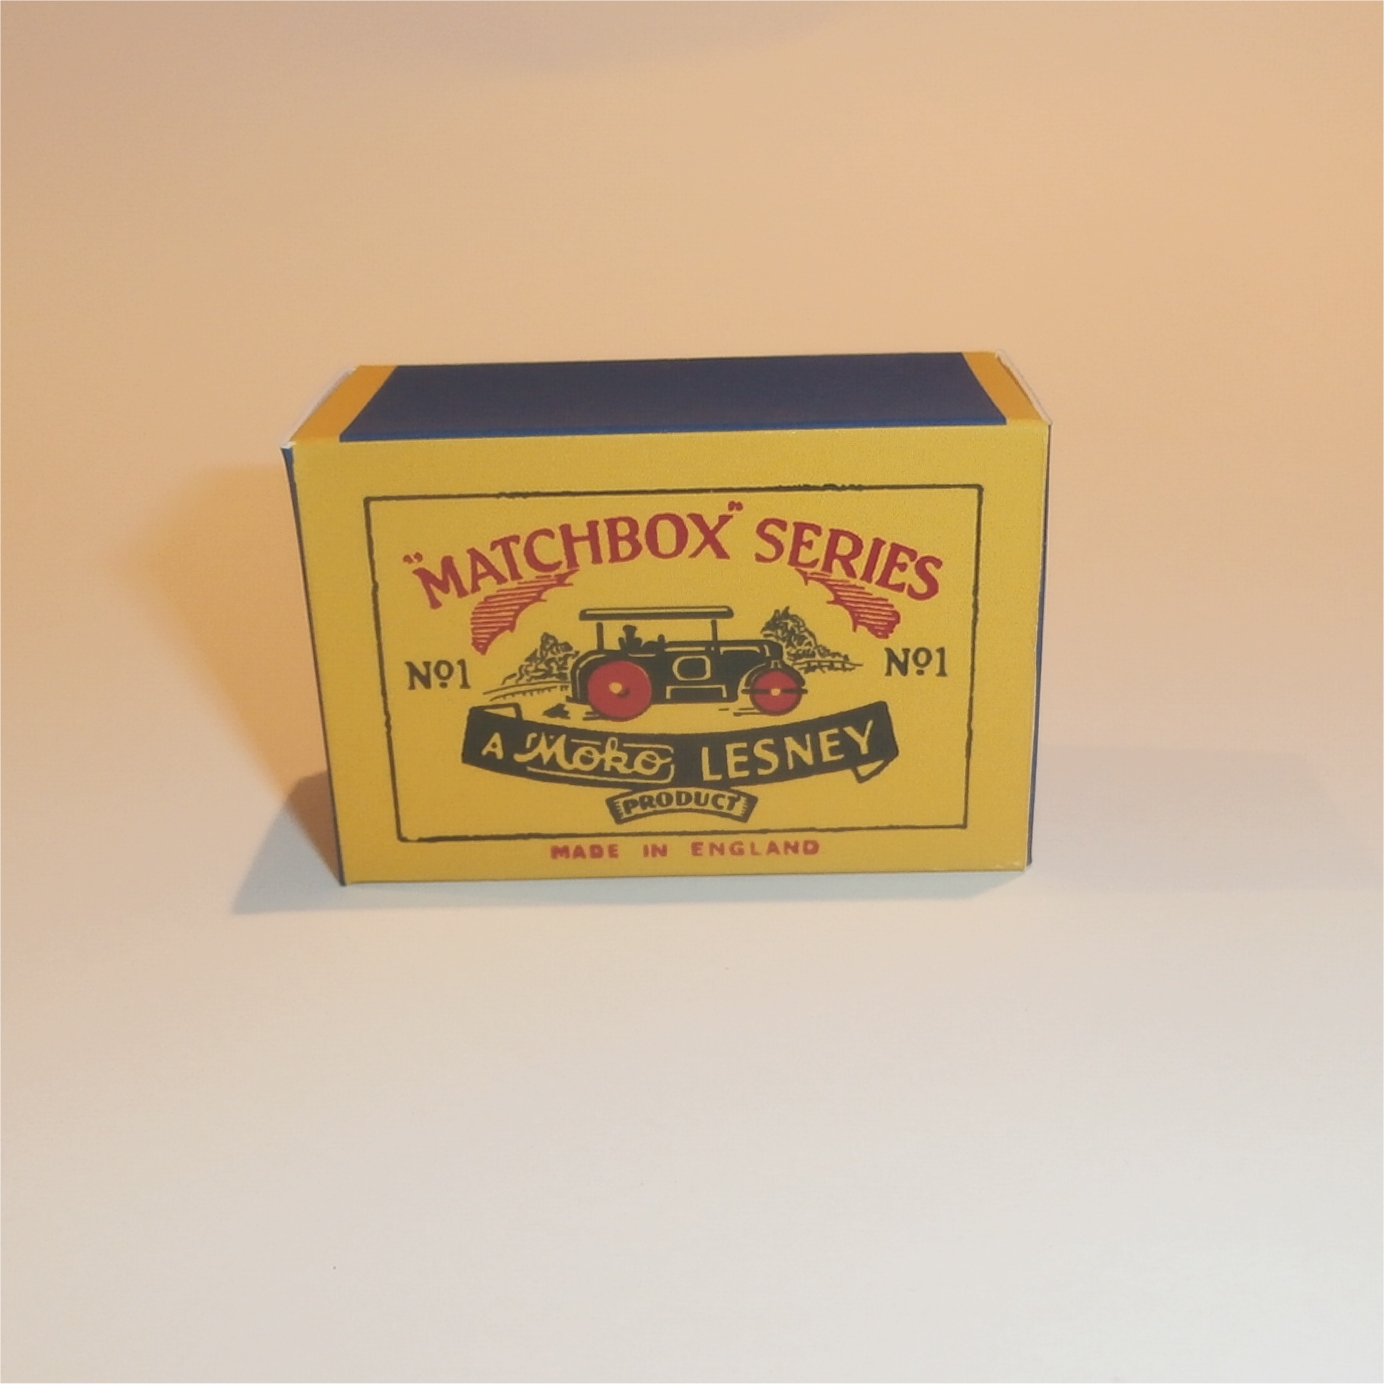 "MATCHBOX" SERIES
Nº1 Nº1
A Moko LESNEY
PRODUCT
MADE IN ENGLAND